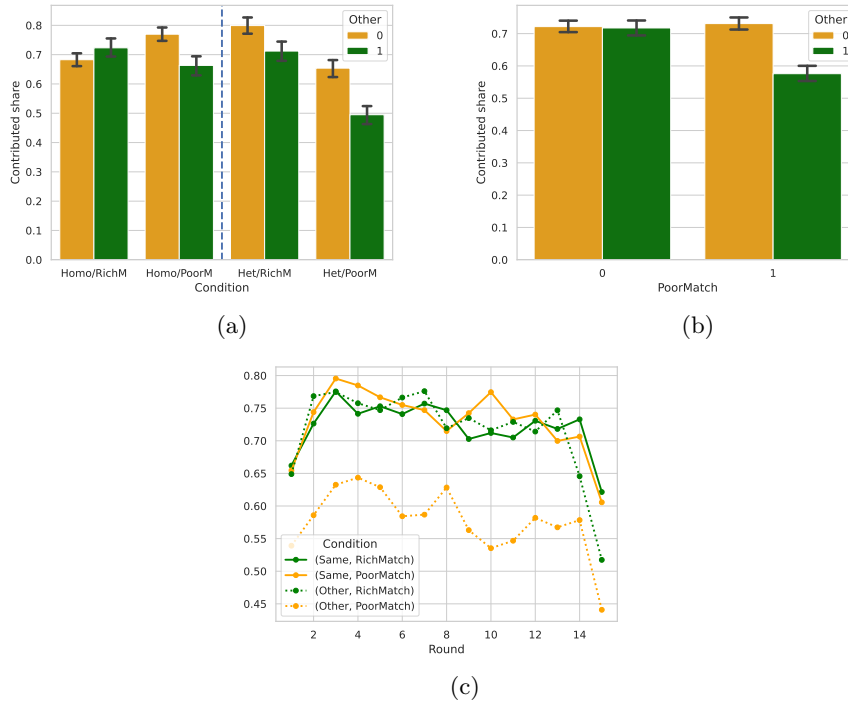 Other
0
1
0.8
0.7
0.6
0.5
0.4
0.3
0.2
0.1
0.0
Contributed share
Homo/RichM Homo/PoorM Het/RichM Het/PoorM
Condition
(a)
Other
0
1
0.7
0.6
0.5
0.4
0.3
0.2
0.1
0.0
Contributed share
0 1
PoorMatch
(b)
0.80
0.75
0.70
0.65
0.60
0.55
0.50
0.45
Condition
(Same, RichMatch)
(Same, PoorMatch)
(Other, RichMatch)
(Other, PoorMatch)
2 4 6 8 10 12 14
Round
(c)